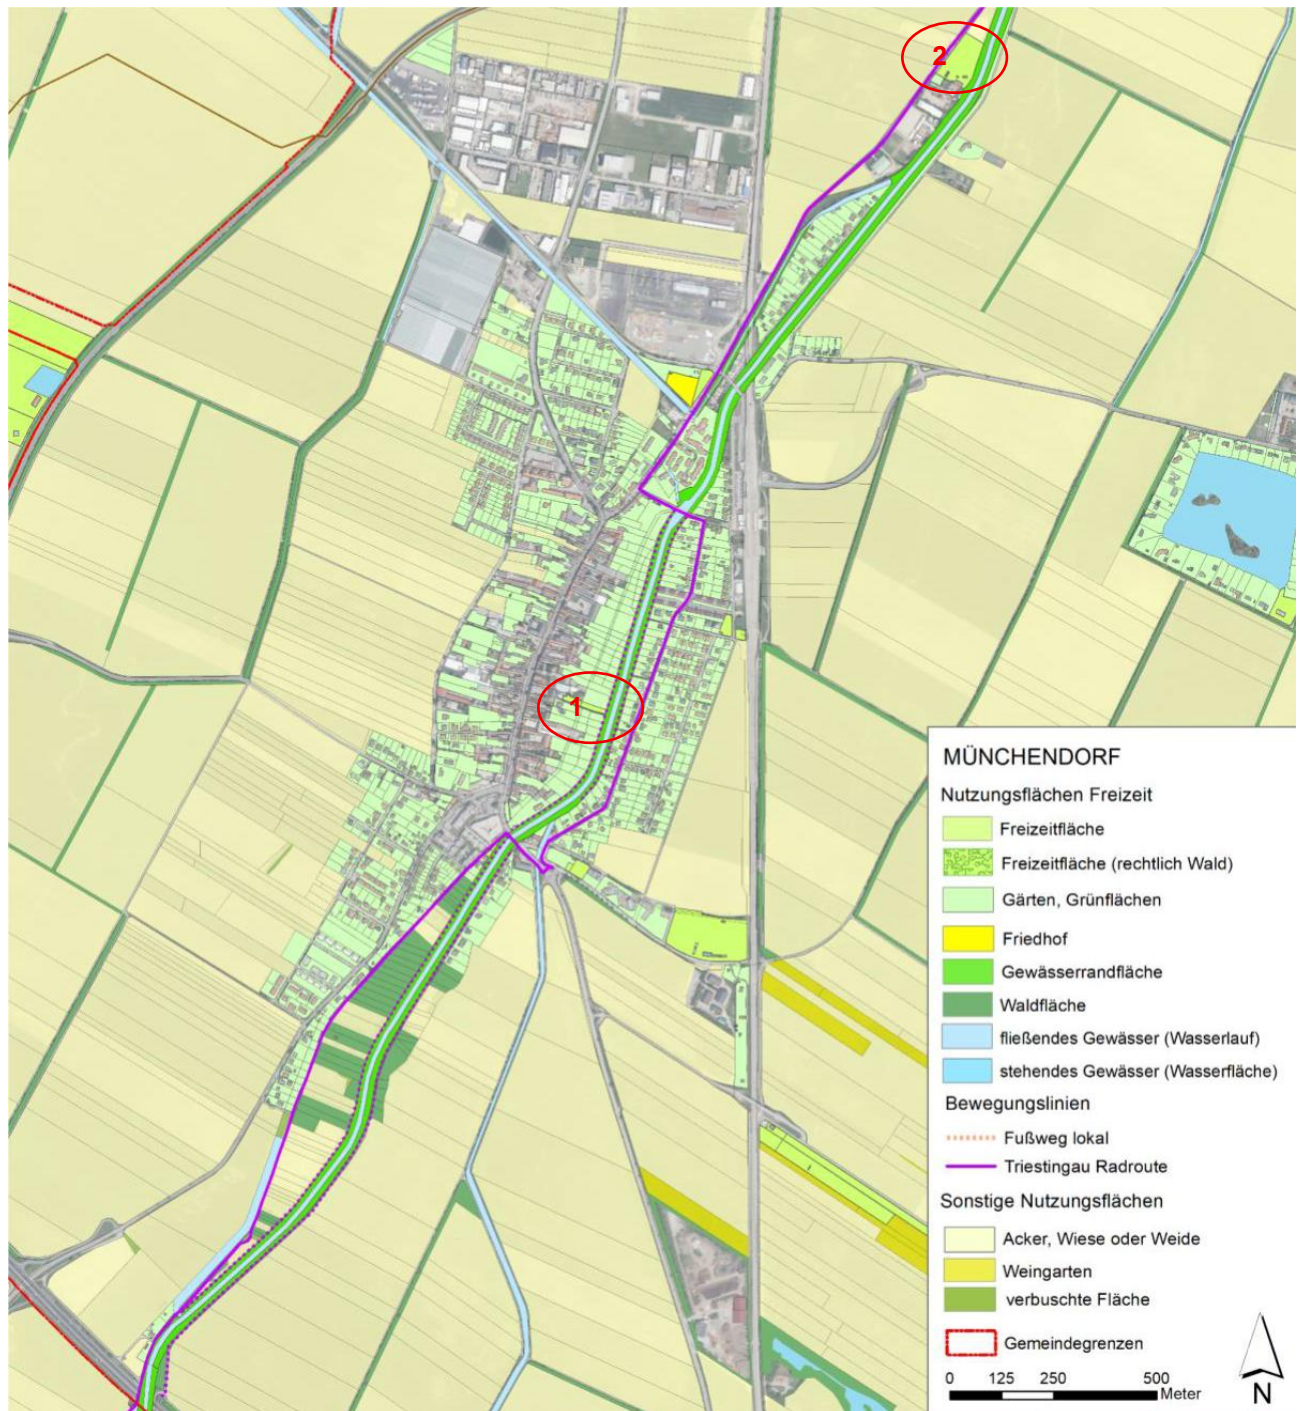 2
1
MÜNCHENDORF
Nutzungsflächen Freizeit
Freizeitfläche
Freizeitfläche (rechtlich Wald)
Gärten, Grünflächen
Friedhof
Gewässerrandfläche
Waldfläche
fließendes Gewässer (Wasserlauf)
stehendes Gewässer (Wasserfläche)
Bewegungslinien
Fußweg lokal
Triestingau Radroute
Sonstige Nutzungsflächen
Acker, Wiese oder Weide
Weingarten
verbuschte Fläche
Gemeindegrenzen
0 125 250 500
Meter
N